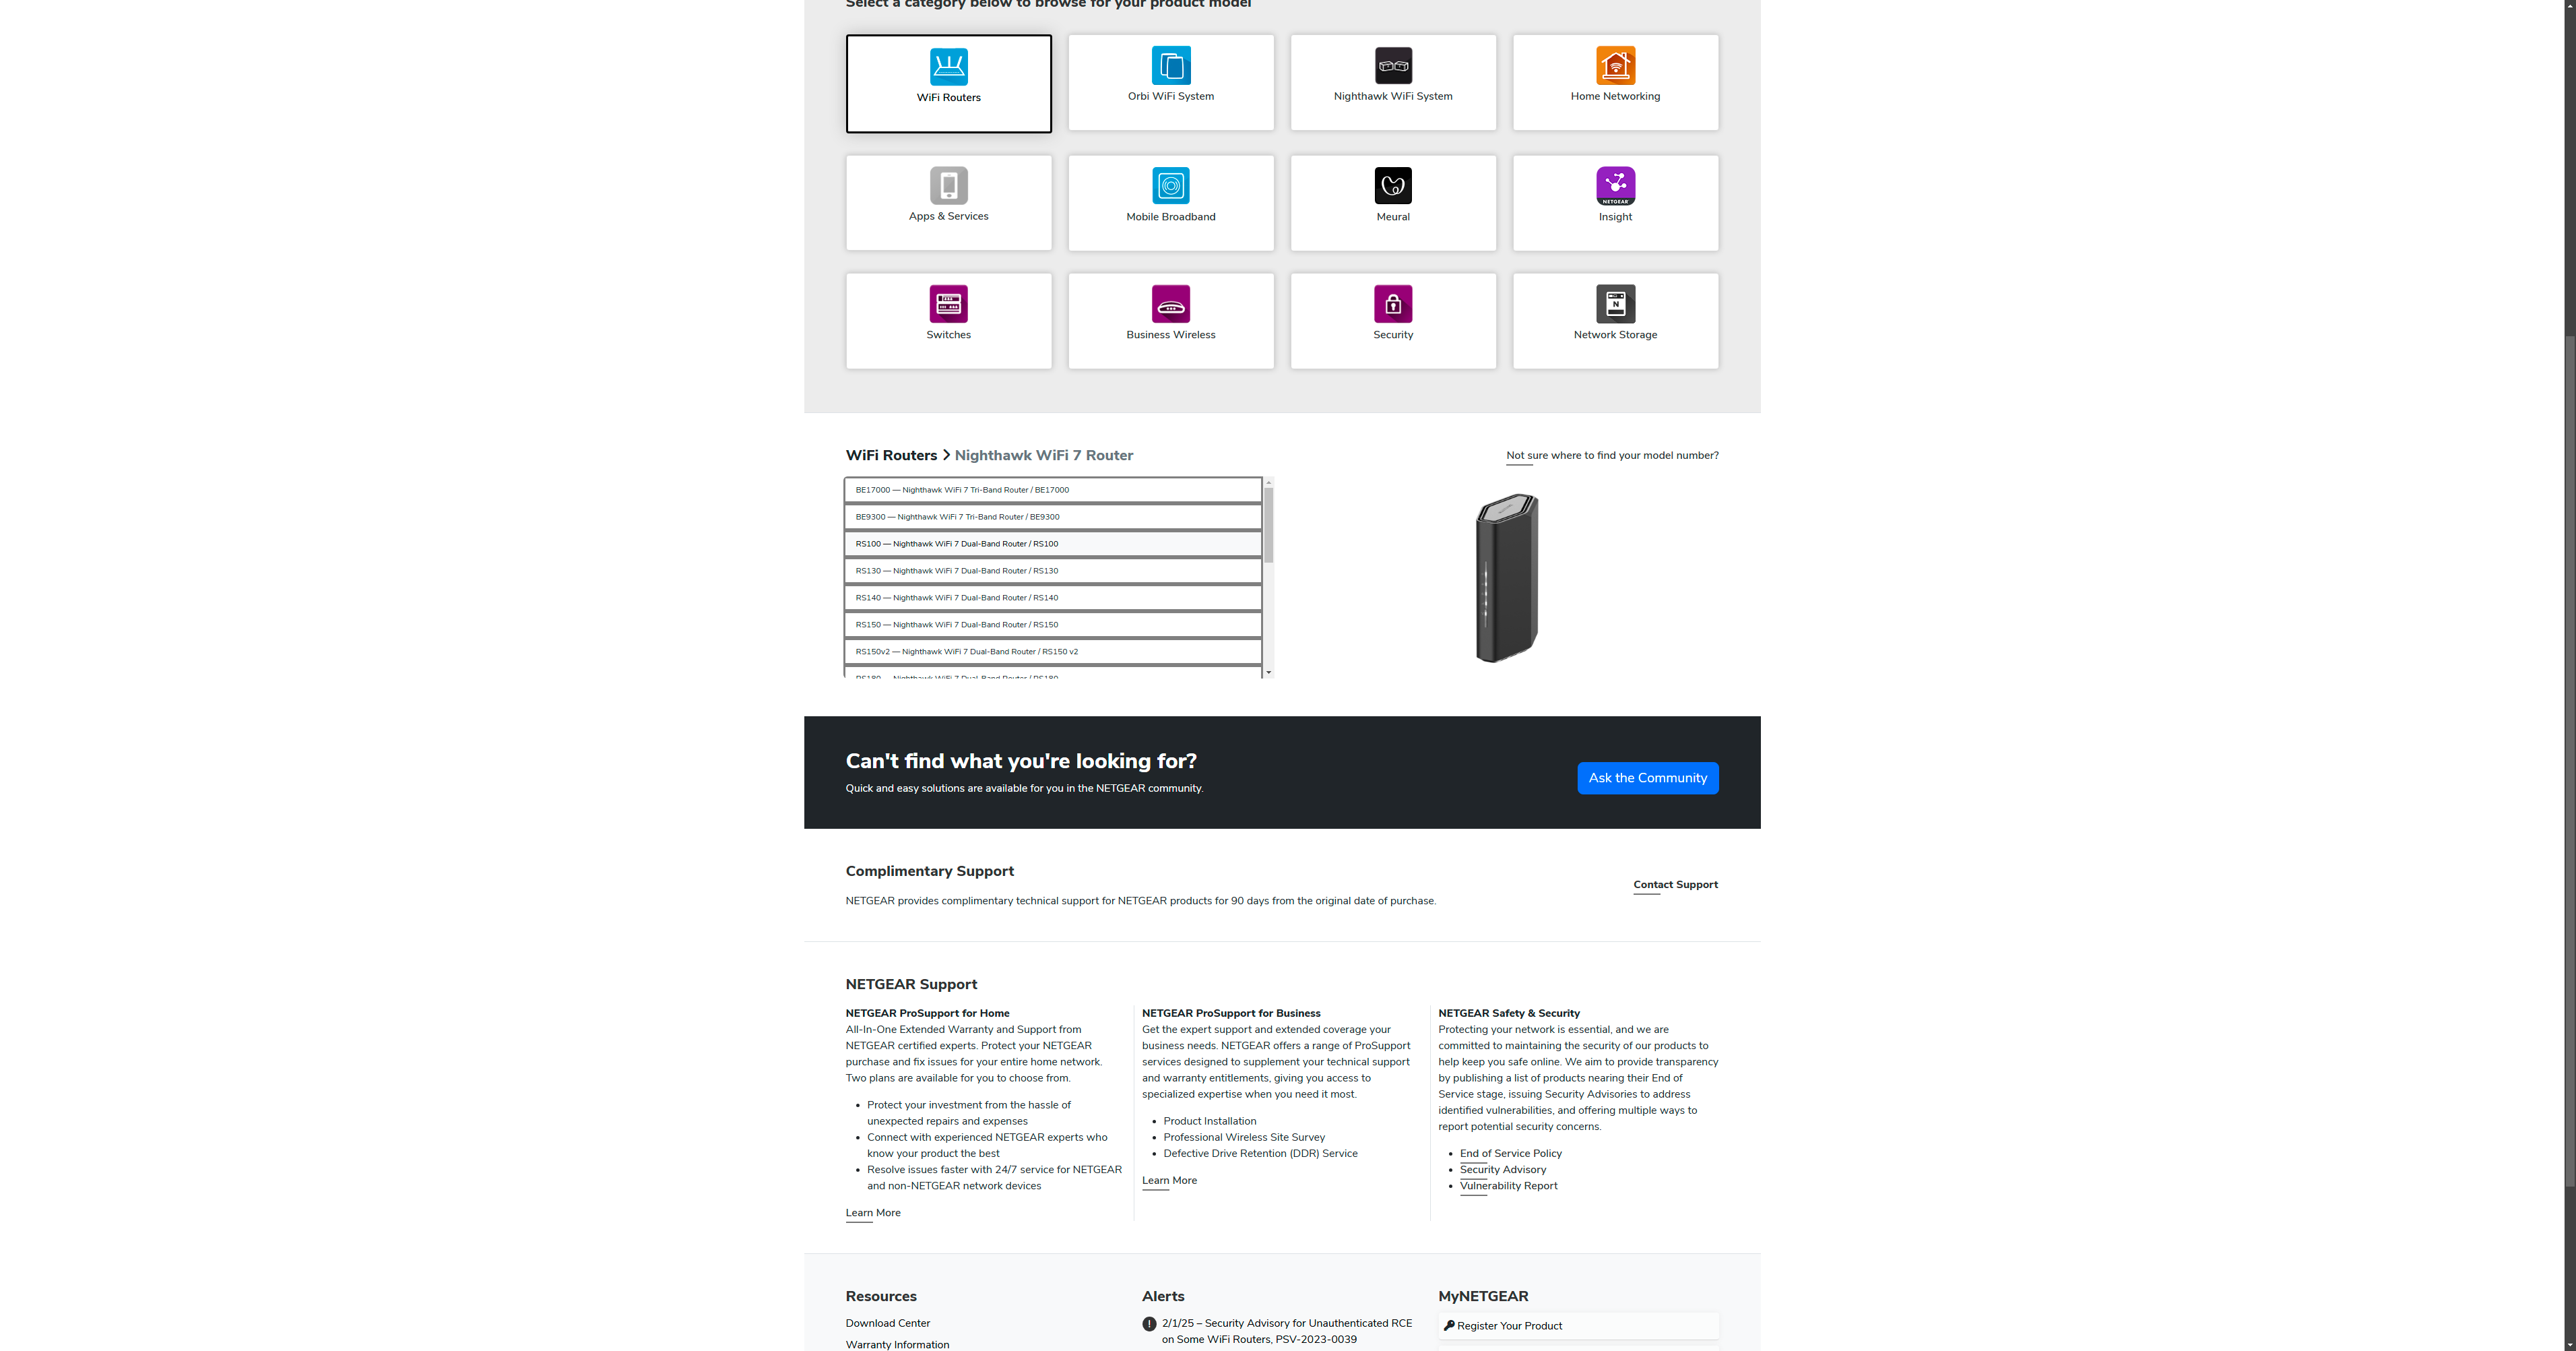 Select a category below to browse for your product model
WiFi Routers
Orbi WiFi System
Nighthawk WiFi System
Home Networking
Apps & Services
Mobile Broadband
Meural
Insight
NETGEAR
Switches
Business Wireless
Security
Network Storage
N
WiFi Routers > Nighthawk WiFi 7 Router
Not sure where to find your model number?
BE17000 — Nighthawk WiFi 7 Tri-Band Router / BE17000
BE9300 — Nighthawk WiFi 7 Tri-Band Router / BE9300
RS100 — Nighthawk WiFi 7 Dual-Band Router / RS100
RS130 — Nighthawk WiFi 7 Dual-Band Router / RS130
RS140 — Nighthawk WiFi 7 Dual-Band Router / RS140
RS150 — Nighthawk WiFi 7 Dual-Band Router / RS150
RS150v2 — Nighthawk WiFi 7 Dual-Band Router / RS150 v2
RS180 — Nighthawk WiFi 7 Dual-Band Router / RS180
Can't find what you're looking for?
Quick and easy solutions are available for you in the NETGEAR community.
Ask the Community
Complimentary Support
NETGEAR provides complimentary technical support for NETGEAR products for 90 days from the original date of purchase.
Contact Support
NETGEAR Support
NETGEAR ProSupport for Home
All-In-One Extended Warranty and Support from
NETGEAR certified experts. Protect your NETGEAR
purchase and fix issues for your entire home network.
Two plans are available for you to choose from.
• Protect your investment from the hassle of
unexpected repairs and expenses
• Connect with experienced NETGEAR experts who
know your product the best
• Resolve issues faster with 24/7 service for NETGEAR
and non-NETGEAR network devices
Learn More
NETGEAR ProSupport for Business
Get the expert support and extended coverage your
business needs. NETGEAR offers a range of ProSupport
services designed to supplement your technical support
and warranty entitlements, giving you access to
specialized expertise when you need it most.
• Product Installation
• Professional Wireless Site Survey
• Defective Drive Retention (DDR) Service
Learn More
NETGEAR Safety & Security
Protecting your network is essential, and we are
committed to maintaining the security of our products to
help keep you safe online. We aim to provide transparency
by publishing a list of products nearing their End of
Service stage, issuing Security Advisories to address
identified vulnerabilities, and offering multiple ways to
report potential security concerns.
• End of Service Policy
• Security Advisory
• Vulnerability Report
Resources
Download Center
Warranty Information
Alerts
2/1/25 – Security Advisory for Unauthenticated RCE
on Some WiFi Routers, PSV-2023-0039
MyNETGEAR
Register Your Product